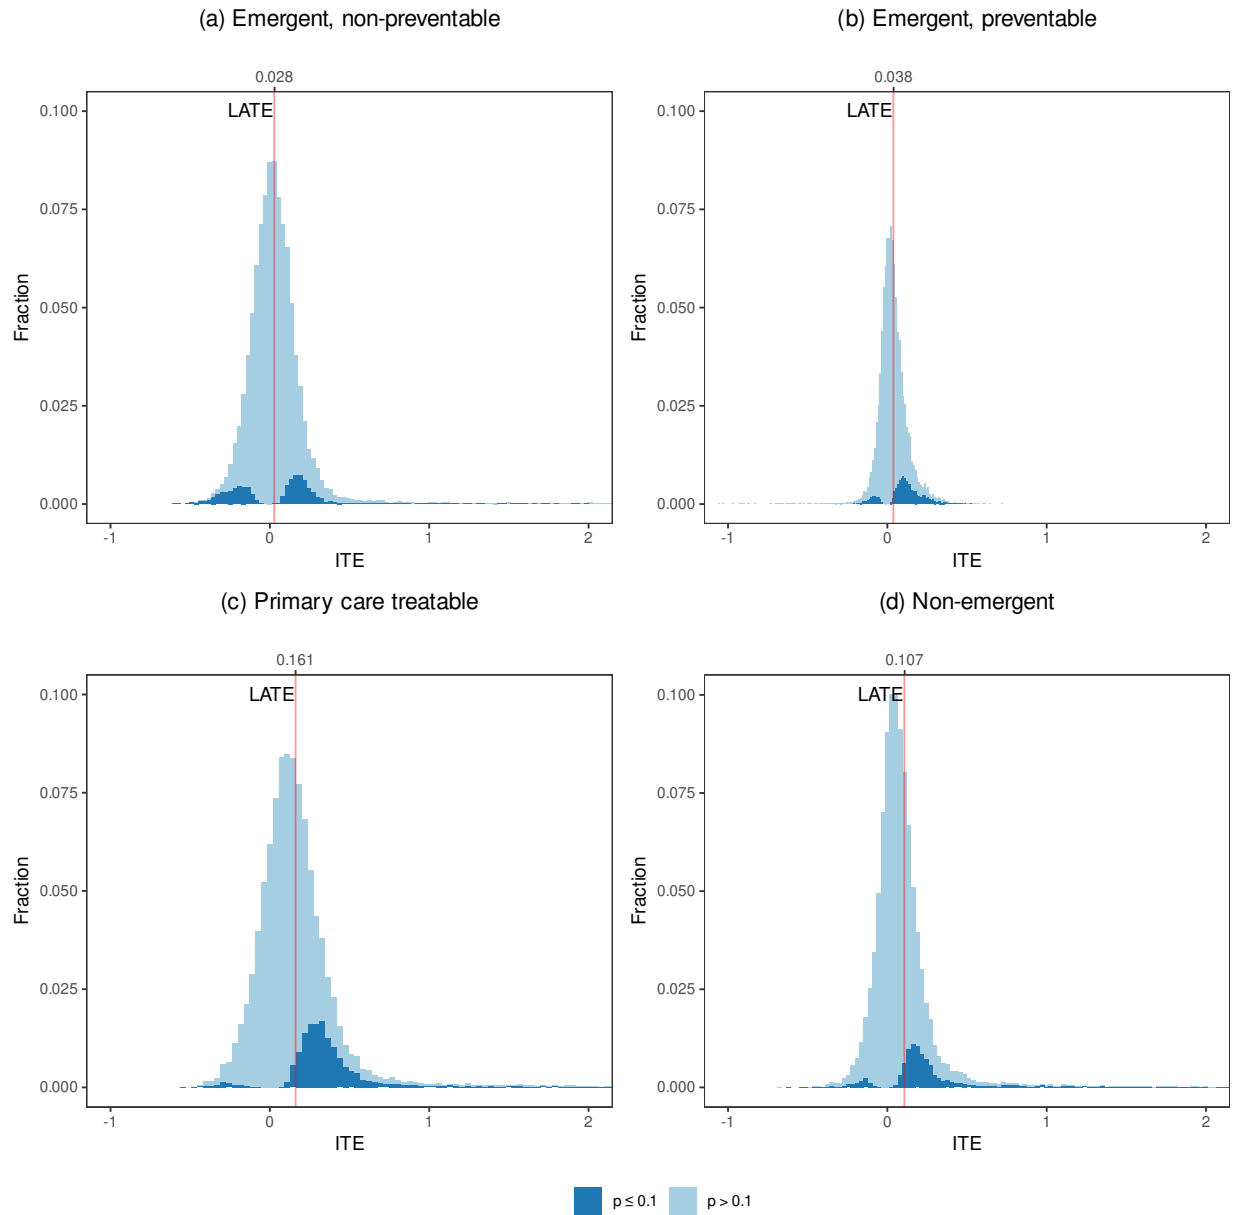 (a) Emergent, non-preventable
0.028
LATE
0.100
0.075
0.050
0.025
0.000
Fraction
-1 0 1 2
ITE
(b) Emergent, preventable
0.038
LATE
0.100
0.075
0.050
0.025
0.000
Fraction
-1 0 1 2
ITE
(c) Primary care treatable
0.161
LATE
0.100
0.075
0.050
0.025
0.000
Fraction
-1 0 1 2
ITE
(d) Non-emergent
0.107
LATE
0.100
0.075
0.050
0.025
0.000
Fraction
-1 0 1 2
ITE
p ≤ 0.1 p > 0.1